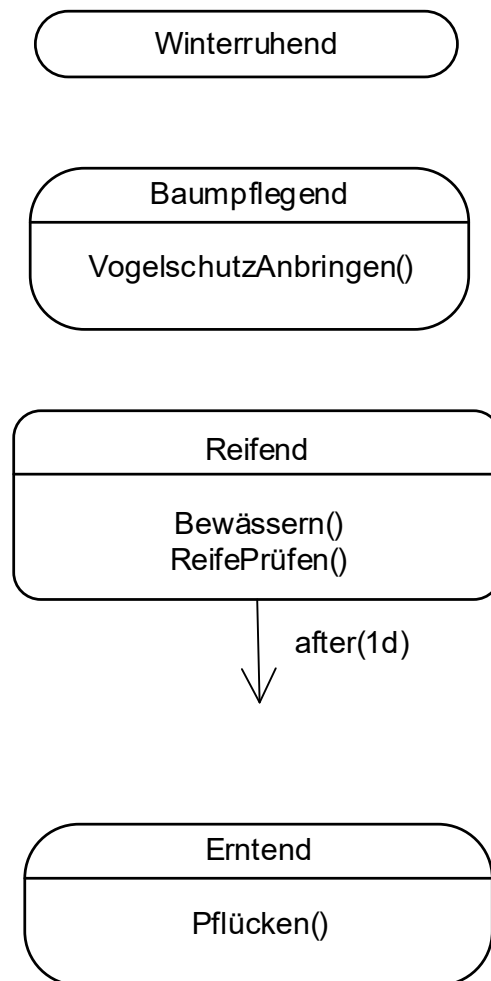 Winterruhend
Baumpflegend
VogelschutzAnbringen()
Reifend
Bewässern()
ReifePrüfen()
after(1d)
Erntend
Pflücken()